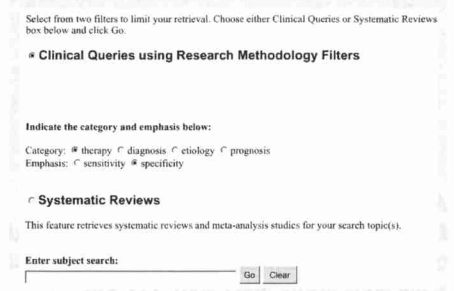 Select from two filters to limit your retrieval. Choose either Clinical Queries or Systematic Reviews
box below and click Go.
Clinical Queries using Research Methodology Filters
Indicate the category and emphasis below:
Category: therapy diagnosis etiology prognosis
Emphasis: sensitivity specificity
Systematic Reviews
This feature retrieves systematic reviews and meta-analysis studies for your search topic(s).
Enter subject search:
Go Clear